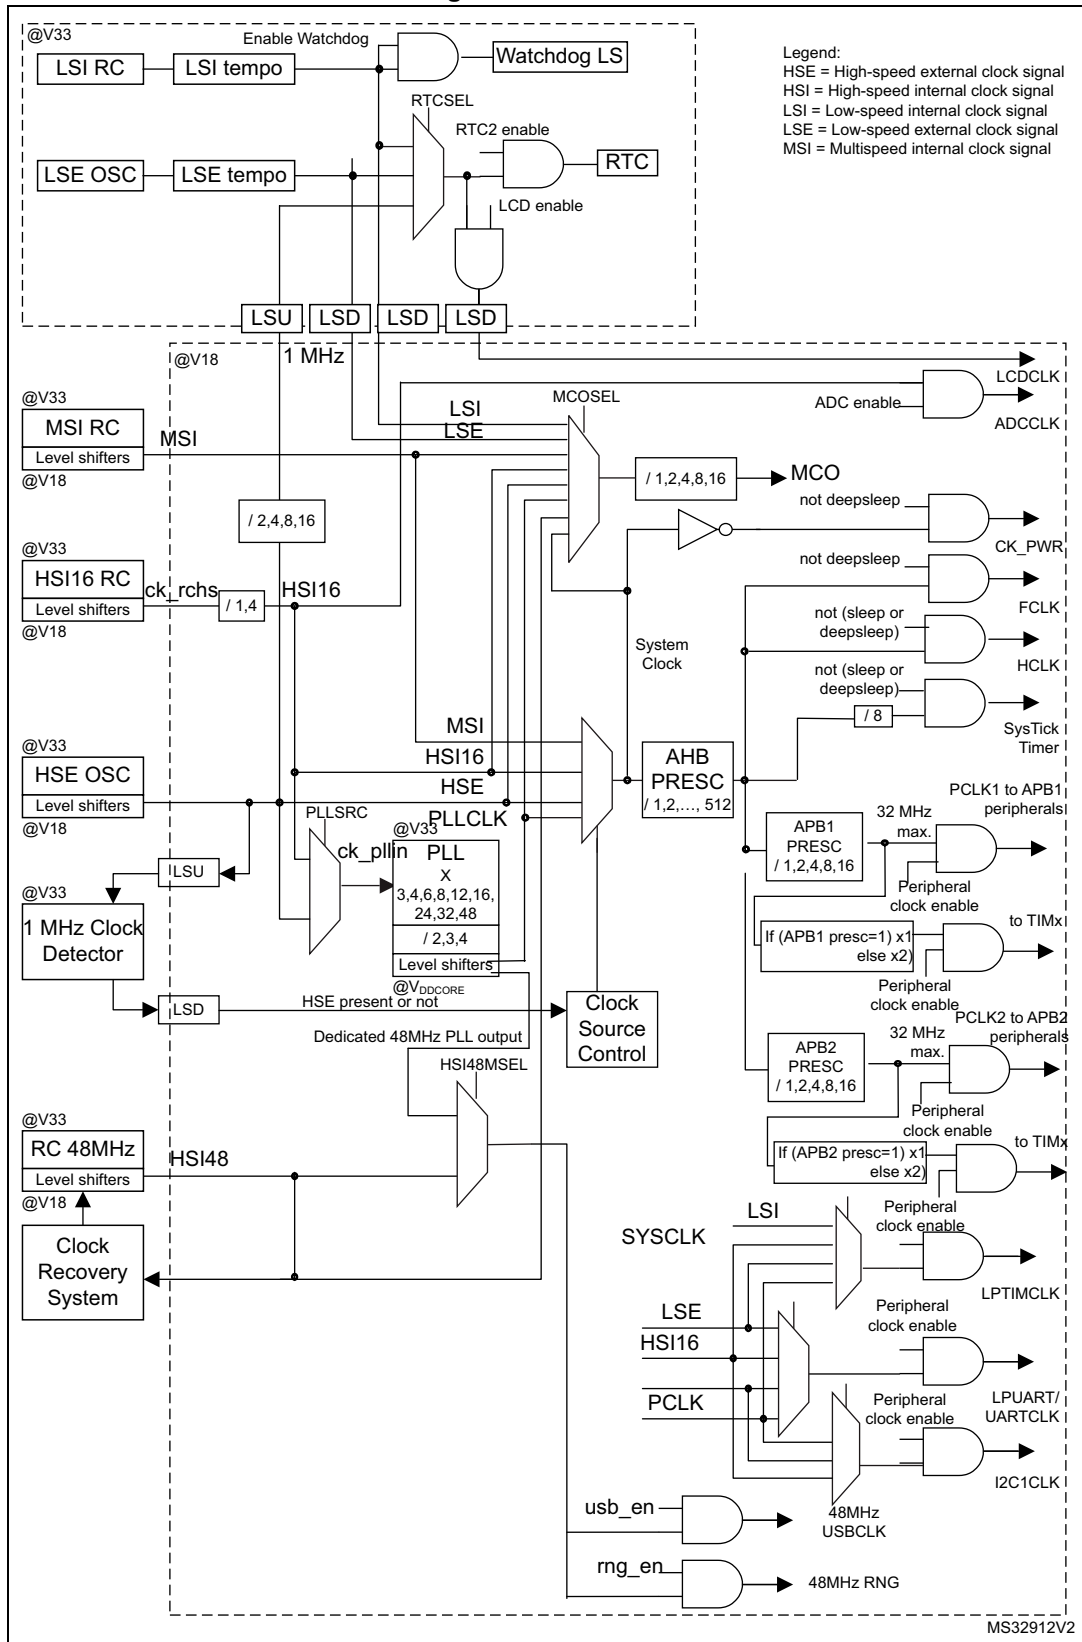 @V33
Enable Watchdog
LSI RC
LSI tempo
Watchdog LS
Legend:
HSE = High-speed external clock signal
HSI = High-speed internal clock signal
LSI = Low-speed internal clock signal
LSE = Low-speed external clock signal
MSI = Multispeed internal clock signal
RTCSEL
RTC2 enable
LSE OSC
LSE tempo
RTC
LCD enable
LSU
LSD
LSD
LSD
@V18
1 MHz
LCDCLK
@V33
MSI RC
Level shifters
@V18
MSI
LSI
LSE
MCOSEL
ADC enable
ADCCLK
/ 1,2,4,8,16
MCO
/ 2,4,8,16
not deepsleep
CK_PWR
@V33
HSI16 RC
Level shifters
@V18
ck_rchs
/ 1,4
HSI16
not deepsleep
FCLK
not (sleep or
deepsleep)
HCLK
System
Clock
not (sleep or
deepsleep)
/ 8
SysTick
Timer
@V33
HSE OSC
Level shifters
@V18
MSI
HSI16
HSE
PLLCLK
AHB
PRESC
/ 1,2,..., 512
PCLK1 to APB1
peripherals
32 MHz
max.
APB1
PRESC
/ 1,2,4,8,16
Peripheral
clock enable
PLLSRC
ck_pllin
@V33
PLL
X
3,4,6,8,12,16,
24,32,48
/ 2,3,4
Level shifters
@VDDCORE
LSU
@V33
1 MHz Clock
Detector
to TIMx
If (APB1 presc=1) x1
else x2)
Peripheral
clock enable
LSD
HSE present or not
Clock
Source
Control
Dedicated 48MHz PLL output
PCLK2 to APB2
peripherals
32 MHz
max.
APB2
PRESC
/ 1,2,4,8,16
Peripheral
clock enable
HSI48MSEL
@V33
RC 48MHz
Level shifters
@V18
HSI48
to TIMx
If (APB2 presc=1) x1
else x2)
Peripheral
clock enable
Clock
Recovery
System
LSI
SYSCLK
LPTIMCLK
LSE
HSI16
PCLK
Peripheral
clock enable
LPUART/
UARTCLK
Peripheral
clock enable
I2C1CLK
usb_en
48MHz
USBCLK
rng_en
48MHz RNG
MS32912V2